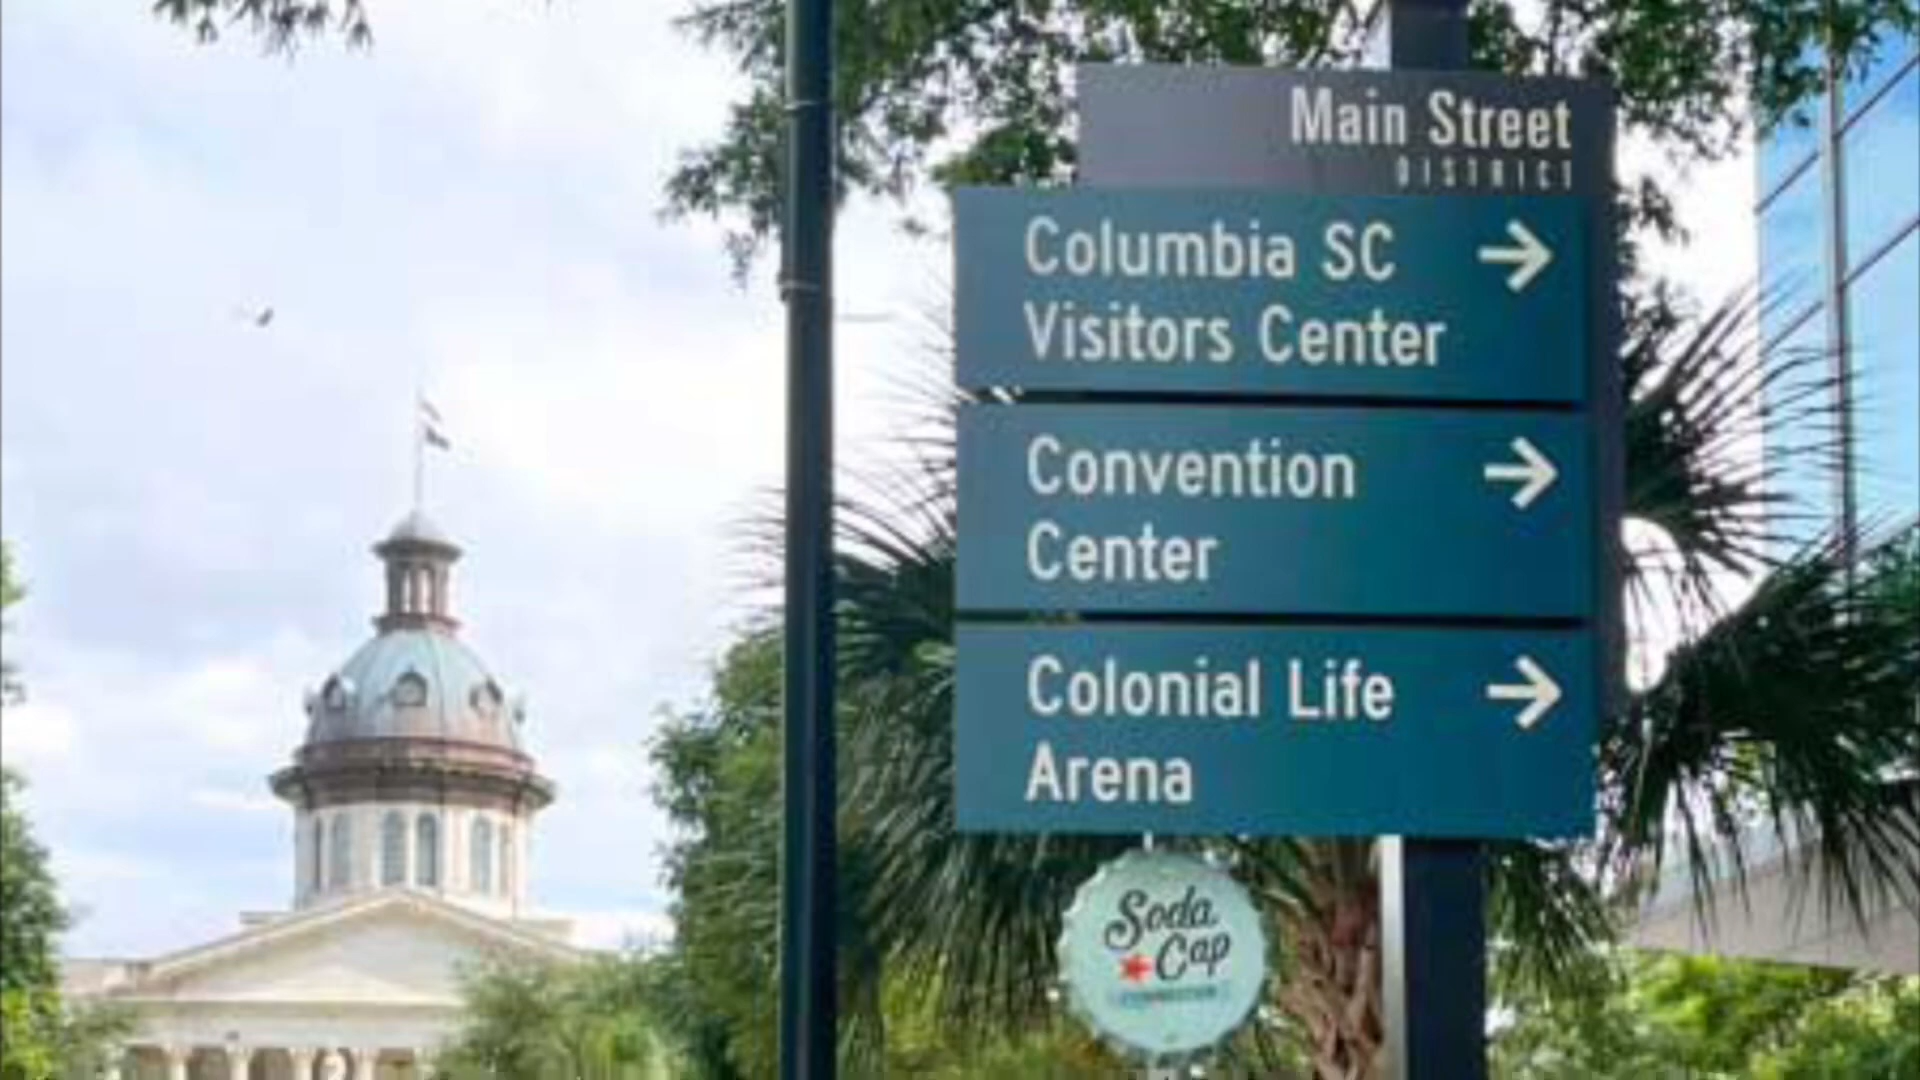 Main Street
DISTRICT
Columbia SC
Visitors Center
Convention
Center
Colonial Life
Arena
Soda
Cap